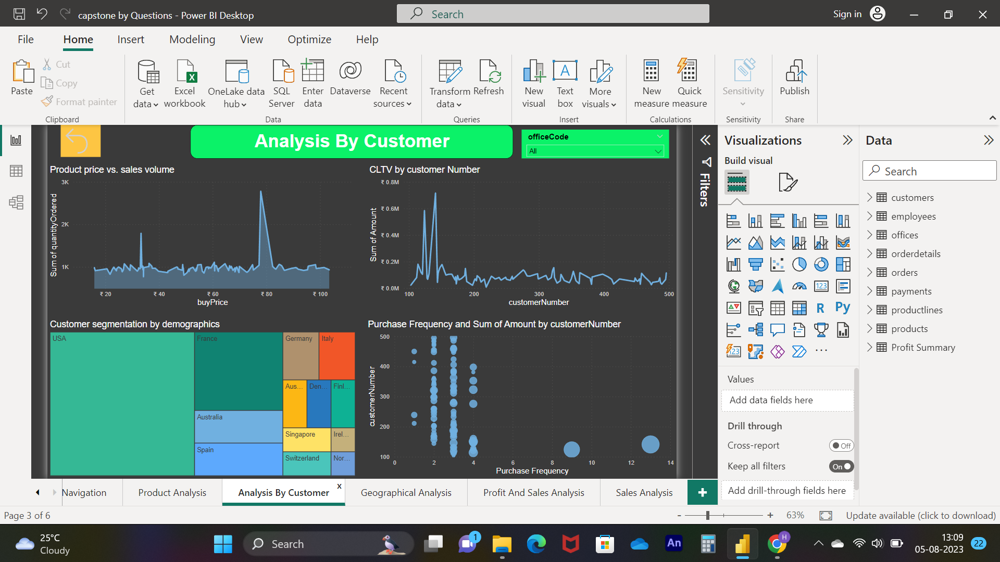 capstone by Questions - Power BI Desktop
Search
Sign in
File
Home
Insert
Modeling
View
Optimize
Help
Paste
Cut
Copy
Format painter
Clipboard
Get data
Excel workbook
OneLake data hub
SQL Server
Enter data
Dataverse
Recent sources
Data
Transform data
Refresh
Queries
New visual
A
Text box
More visuals
Insert
New measure
Quick measure
Calculations
Sensitivity
Sensitivity
Publish
Share
Analysis By Customer
officeCode
All
Product price vs. sales volume
3K
2K
1K
Sum of quantityOrdered
₹ 20
₹ 40
₹ 60
₹ 80
₹ 100
buyPrice
CLTV by customer Number
₹ 0.8M
₹ 0.6M
₹ 0.4M
₹ 0.2M
₹ 0.0M
Sum of Amount
100
200
300
400
500
customerNumber
Customer segmentation by demographics
USA
France
Germany
Italy
Aus...
Den...
Finl...
Australia
Singapore
Irel...
Spain
Switzerland
Nor...
Purchase Frequency and Sum of Amount by customerNumber
500
400
300
200
100
customerNumber
0
2
4
6
8
10
12
14
Purchase Frequency
Filters
Visualizations
Build visual
123
R
Py
123
Values
Add data fields here
Drill through
Cross-report
Off
Keep all filters
On
Add drill-through fields here
Data
Search
customers
employees
offices
orderdetails
orders
payments
productlines
products
Profit Summary
Navigation
Product Analysis
Analysis By Customer
x
Geographical Analysis
Profit And Sales Analysis
Sales Analysis
+
Page 3 of 6
-
+
63%
Update available (click to download)
25°C
Cloudy
Search
1
An
H
13:09
05-08-2023
22